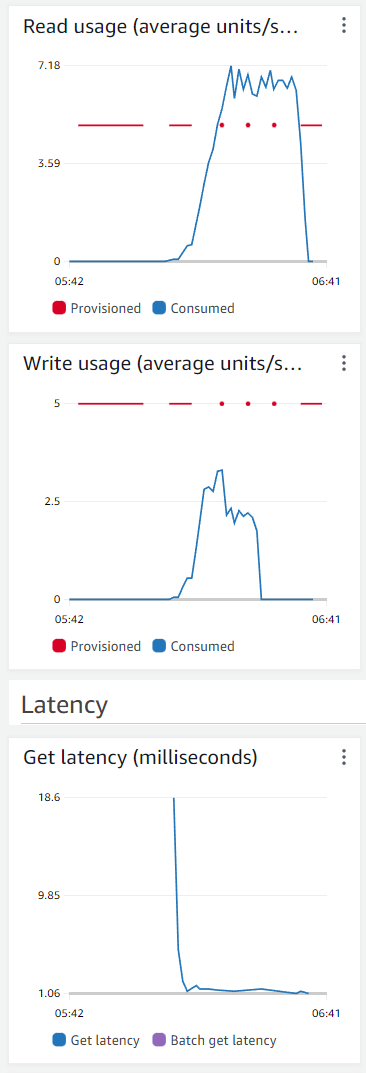 Read usage (average units/s...
7.18
3.59
0
05:42 06:41
Provisioned Consumed
Write usage (average units/s...
5
2.5
0
05:42 06:41
Provisioned Consumed
Latency
Get latency (milliseconds)
18.6
9.85
1.06
05:42 06:41
Get latency Batch get latency